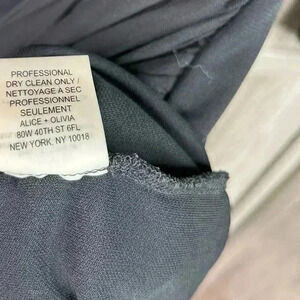 PROFESSIONAL
DRY CLEAN ONLY /
NETTOYAGE A SEC
PROFESSIONNEL
SEULEMENT
ALICE + OLIVIA
80W 40TH ST 6FL
NEW YORK, NY 10018